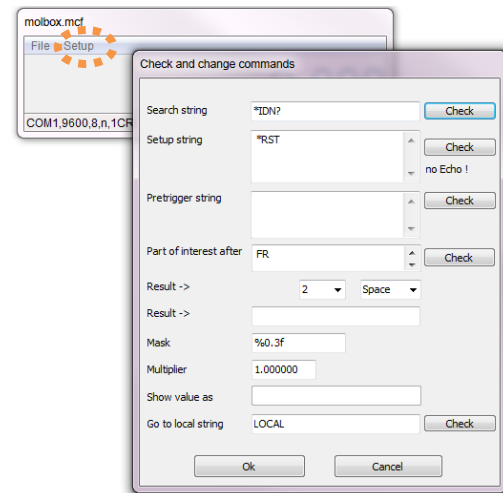 molbox.mcf
File Setup
Check and change commands
COM1,9600,8,n,1CR
Search string *IDN? Check
Setup string *RST Check
no Echo !
Pretrigger string Check
Part of interest after FR Check
Result -> 2 Space
Result ->
Mask %0.3f
Multiplier 1.000000
Show value as
Go to local string LOCAL Check
Ok Cancel